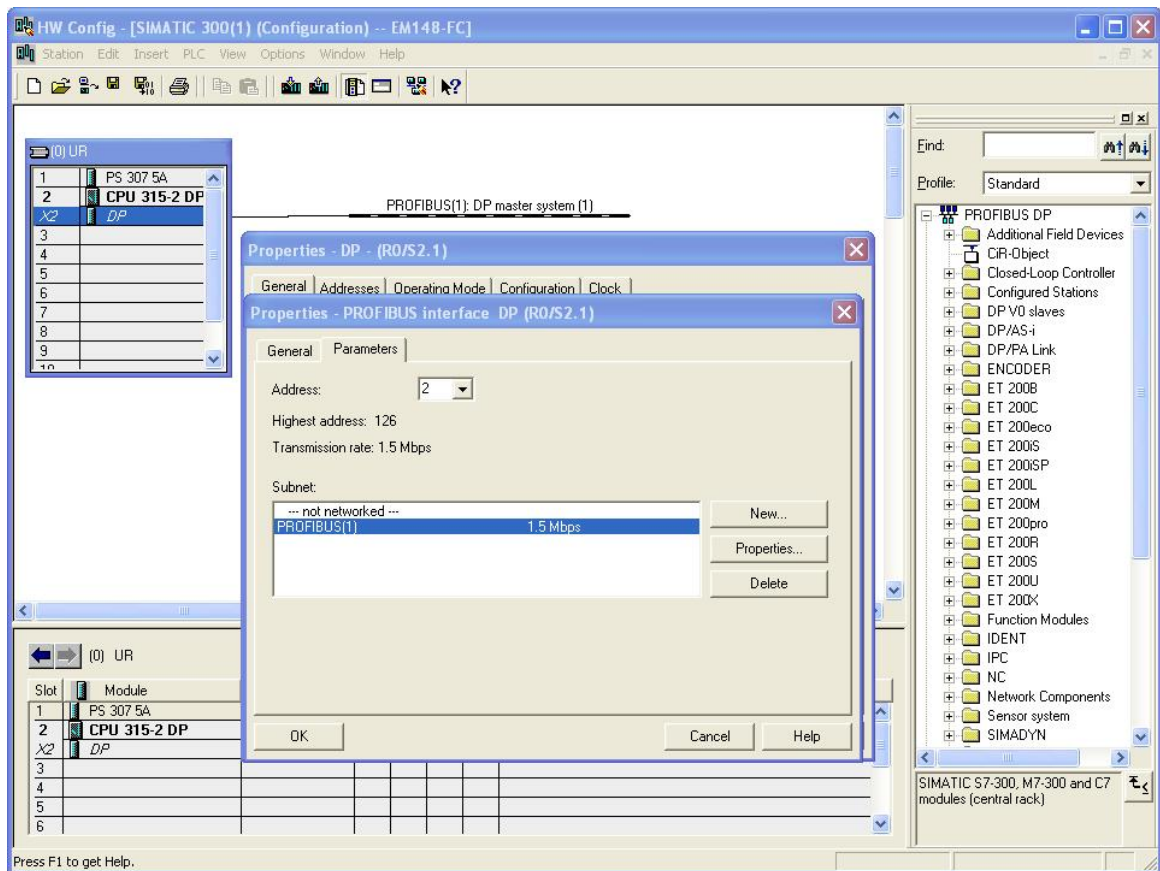 HW Config - [SIMATIC 300(1) (Configuration) -- EM148-FC]
Station Edit Insert PLC View Options Window Help
(0) UR
1 PS 307 5A
2 CPU 315-2 DP
X2 DP
3
4
5
6
7
8
9
10
PROFIBUS(1): DP master system (1)
Properties - DP - (R0/S2.1)
General Addresses Operating Mode Configuration Clock
Properties - PROFIBUS interface DP (R0/S2.1)
General Parameters
Address: 2
Highest address: 126
Transmission rate: 1.5 Mbps
Subnet:
--- not networked ---
PROFIBUS(1) 1.5 Mbps
New...
Properties...
Delete
OK Cancel Help
Find:
Profile: Standard
PROFIBUS DP
Additional Field Devices
CiR-Object
Closed-Loop Controller
Configured Stations
DP V0 slaves
DP/AS-i
DP/PA Link
ENCODER
ET 200B
ET 200C
ET 200eco
ET 200iS
ET 200iSP
ET 200L
ET 200M
ET 200pro
ET 200R
ET 200S
ET 200U
ET 200X
Function Modules
IDENT
IPC
NC
Network Components
Sensor system
SIMADYN
SIMATIC S7-300, M7-300 and C7
modules (central rack)
(0) UR
Slot Module
1 PS 307 5A
2 CPU 315-2 DP
X2 DP
3
4
5
6
Press F1 to get Help.